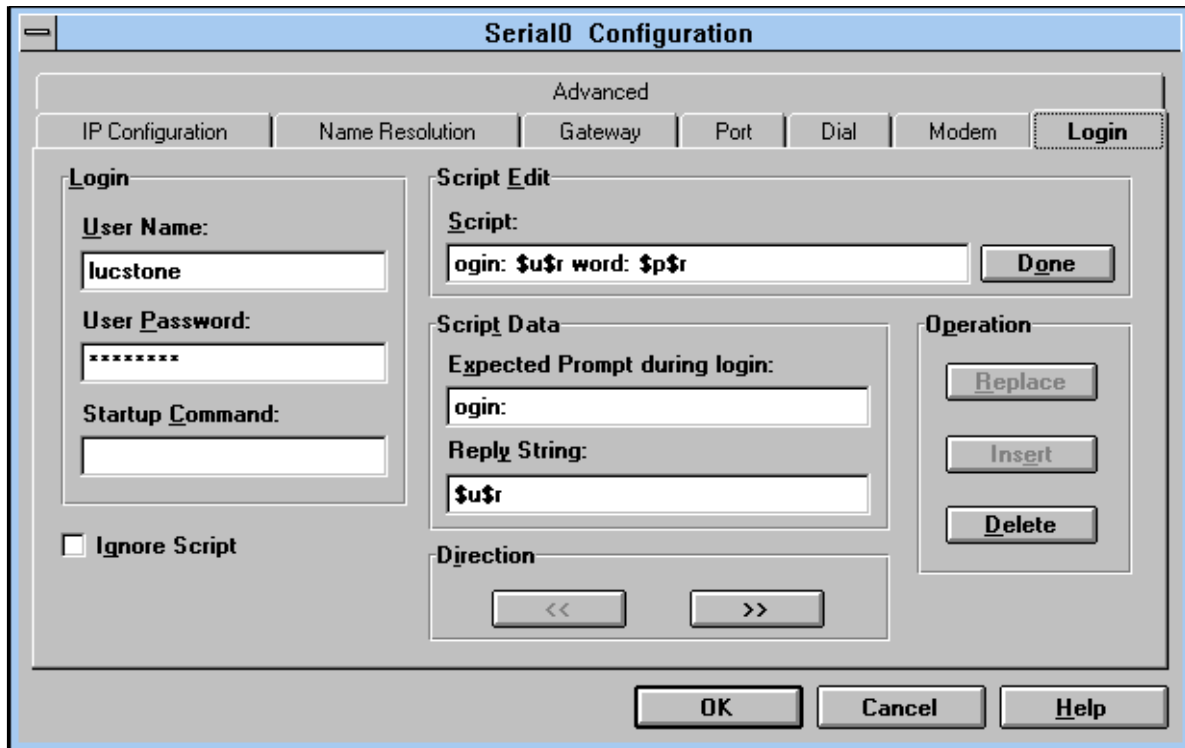 Serial0 Configuration
Advanced
IP Configuration Name Resolution Gateway Port Dial Modem Login
Login
User Name:
lucstone
User Password:
********
Startup Command:
Ignore Script
Script Edit
Script:
ogin: $u$r word: $p$r
Done
Script Data
Expected Prompt during login:
ogin:
Reply String:
$u$r
Direction
<< >>
Operation
Replace
Insert
Delete
OK Cancel Help